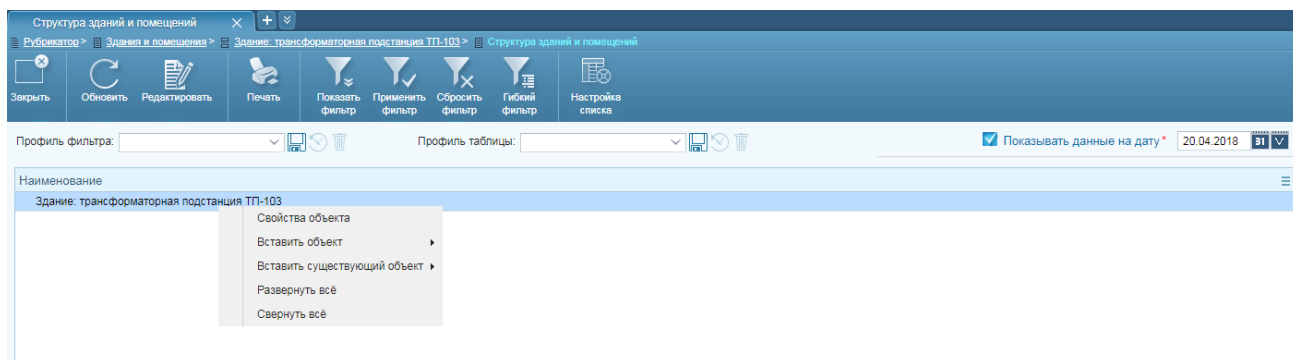 Структура зданий и помещений
Рубрикатор > Здания и помещения > Здание: трансформаторная подстанция ТП-103 > Структура зданий и помещений
Закрыть Обновить Редактировать Печать Показать фильтр Применить фильтр Сбросить фильтр Гибкий фильтр Настройка списка
Профиль фильтра: Профиль таблицы: Показывать данные на дату * 20.04.2018 31
Наименование
Здание: трансформаторная подстанция ТП-103
Свойства объекта
Вставить объект
Вставить существующий объект
Развернуть всё
Свернуть всё